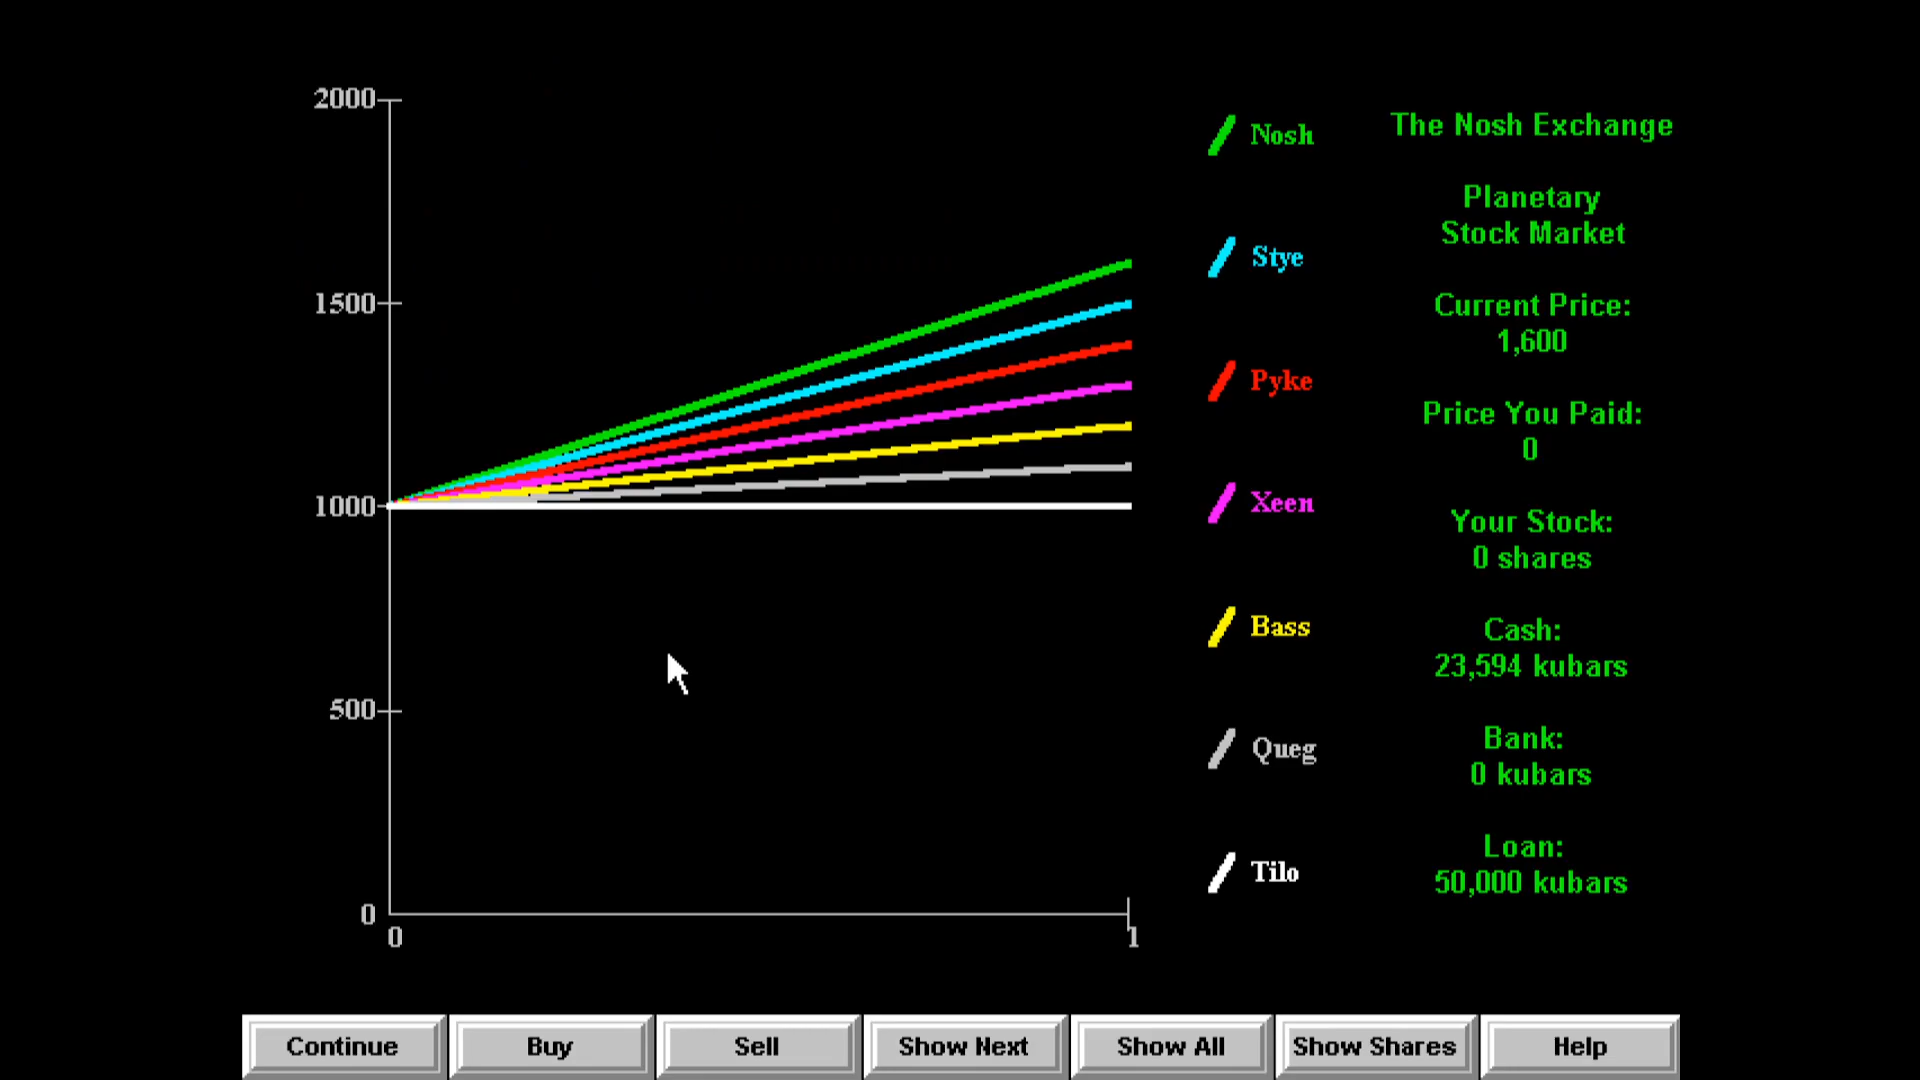 2000
1500
1000
500
0
0
1
Nosh
Stye
Pyke
Xeen
Bass
Queg
Tilo
The Nosh Exchange
Planetary
Stock Market
Current Price:
1,600
Price You Paid:
0
Your Stock:
0 shares
Cash:
23,594 kubars
Bank:
0 kubars
Loan:
50,000 kubars
Continue
Buy
Sell
Show Next
Show All
Show Shares
Help